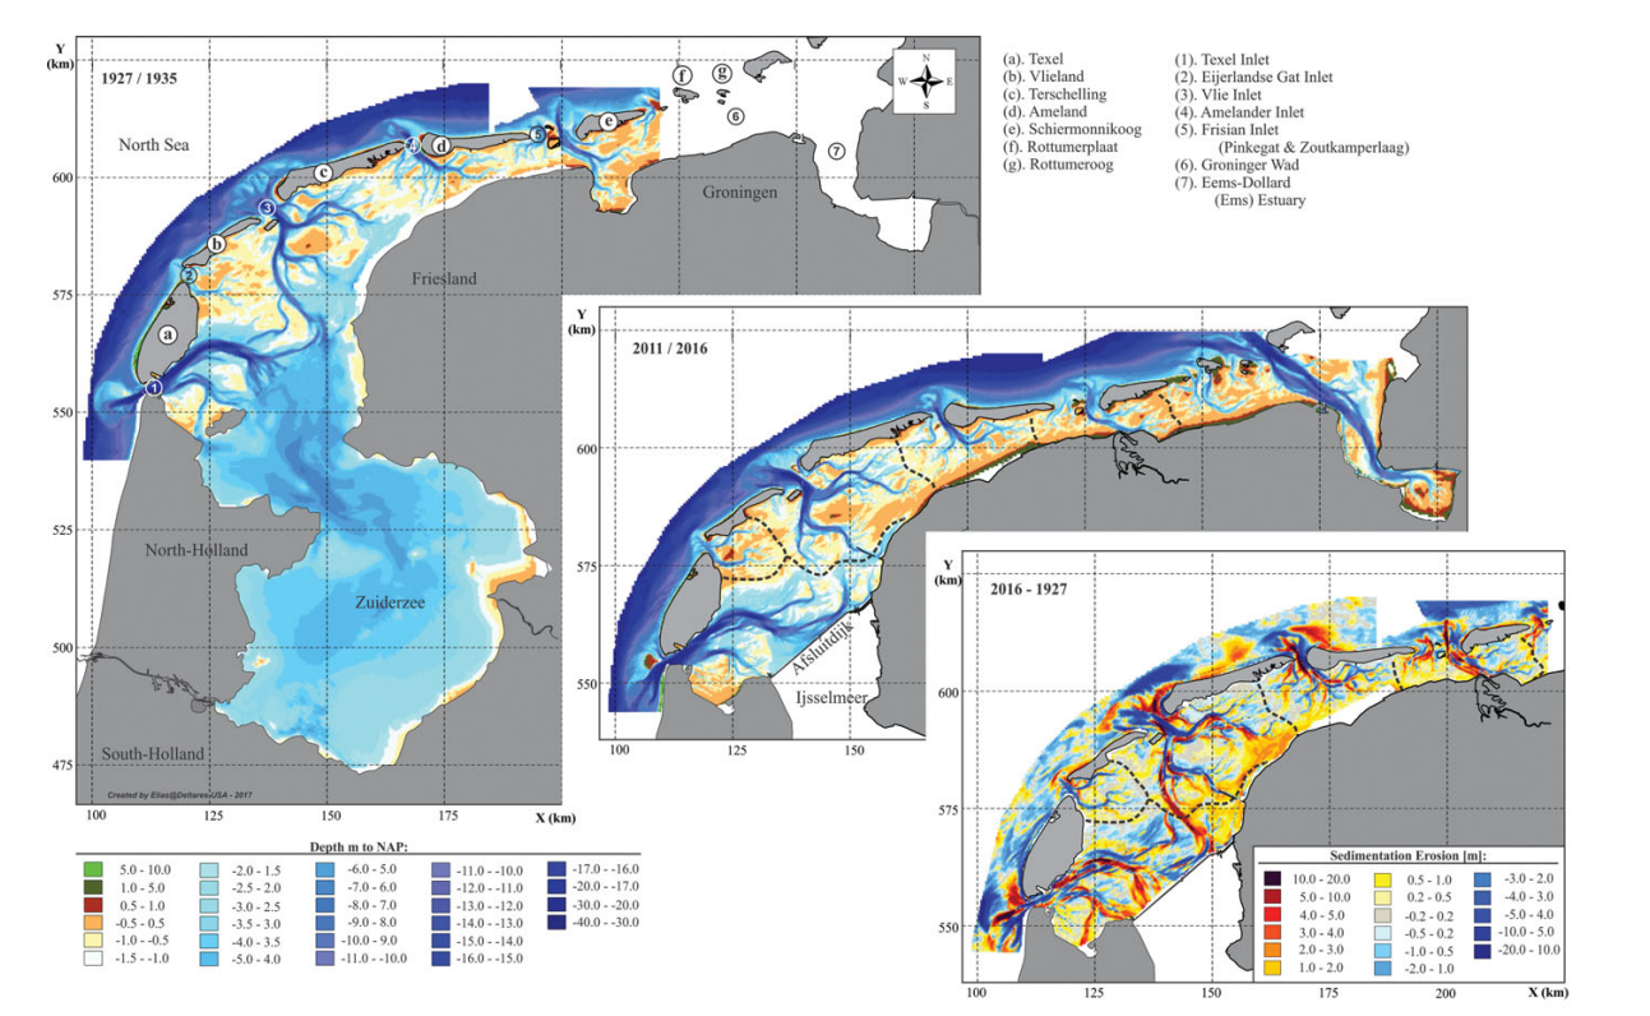 Y
(km)
1927 / 1935
North Sea
600
575
550
525
500
475
100
125
150
175
X (km)
a
b
c
d
e
f
g
1
2
3
4
5
6
7
N
W E
S
Groningen
Friesland
North-Holland
Zuiderzee
South-Holland
Created by Elias@Deltares-USA - 2017
(a). Texel
(b). Vlieland
(c). Terschelling
(d). Ameland
(e). Schiermonnikoog
(f). Rottumerplaat
(g). Rottumeroog
(1). Texel Inlet
(2). Eijerlandse Gat Inlet
(3). Vlie Inlet
(4). Amelander Inlet
(5). Frisian Inlet
(Pinkegat & Zoutkamperlaag)
(6). Groninger Wad
(7). Eems-Dollard
(Ems) Estuary
Y
(km)
2011 / 2016
600
575
550
100
125
150
Afsluitdijk
Ijsselmeer
Y
(km)
2016 - 1927
600
575
550
100
125
150
175
200
X (km)
Depth m to NAP:
5.0 - 10.0
1.0 - 5.0
0.5 - 1.0
-0.5 - 0.5
-1.0 - -0.5
-1.5 - -1.0
-2.0 - 1.5
-2.5 - 2.0
-3.0 - 2.5
-3.5 - 3.0
-4.0 - 3.5
-5.0 - 4.0
-6.0 - 5.0
-7.0 - 6.0
-8.0 - 7.0
-9.0 - 8.0
-10.0 - 9.0
-11.0 - -10.0
-11.0 - -10.0
-12.0 - -11.0
-13.0 - -12.0
-14.0 - -13.0
-15.0 - -14.0
-16.0 - -15.0
-17.0 - -16.0
-20.0 - -17.0
-30.0 - -20.0
-40.0 - -30.0
Sedimentation Erosion [m]:
10.0 - 20.0
5.0 - 10.0
4.0 - 5.0
3.0 - 4.0
2.0 - 3.0
1.0 - 2.0
0.5 - 1.0
0.2 - 0.5
-0.2 - 0.2
-0.5 - 0.2
-1.0 - 0.5
-2.0 - 1.0
-3.0 - 2.0
-4.0 - 3.0
-5.0 - 4.0
-10.0 - 5.0
-20.0 - 10.0